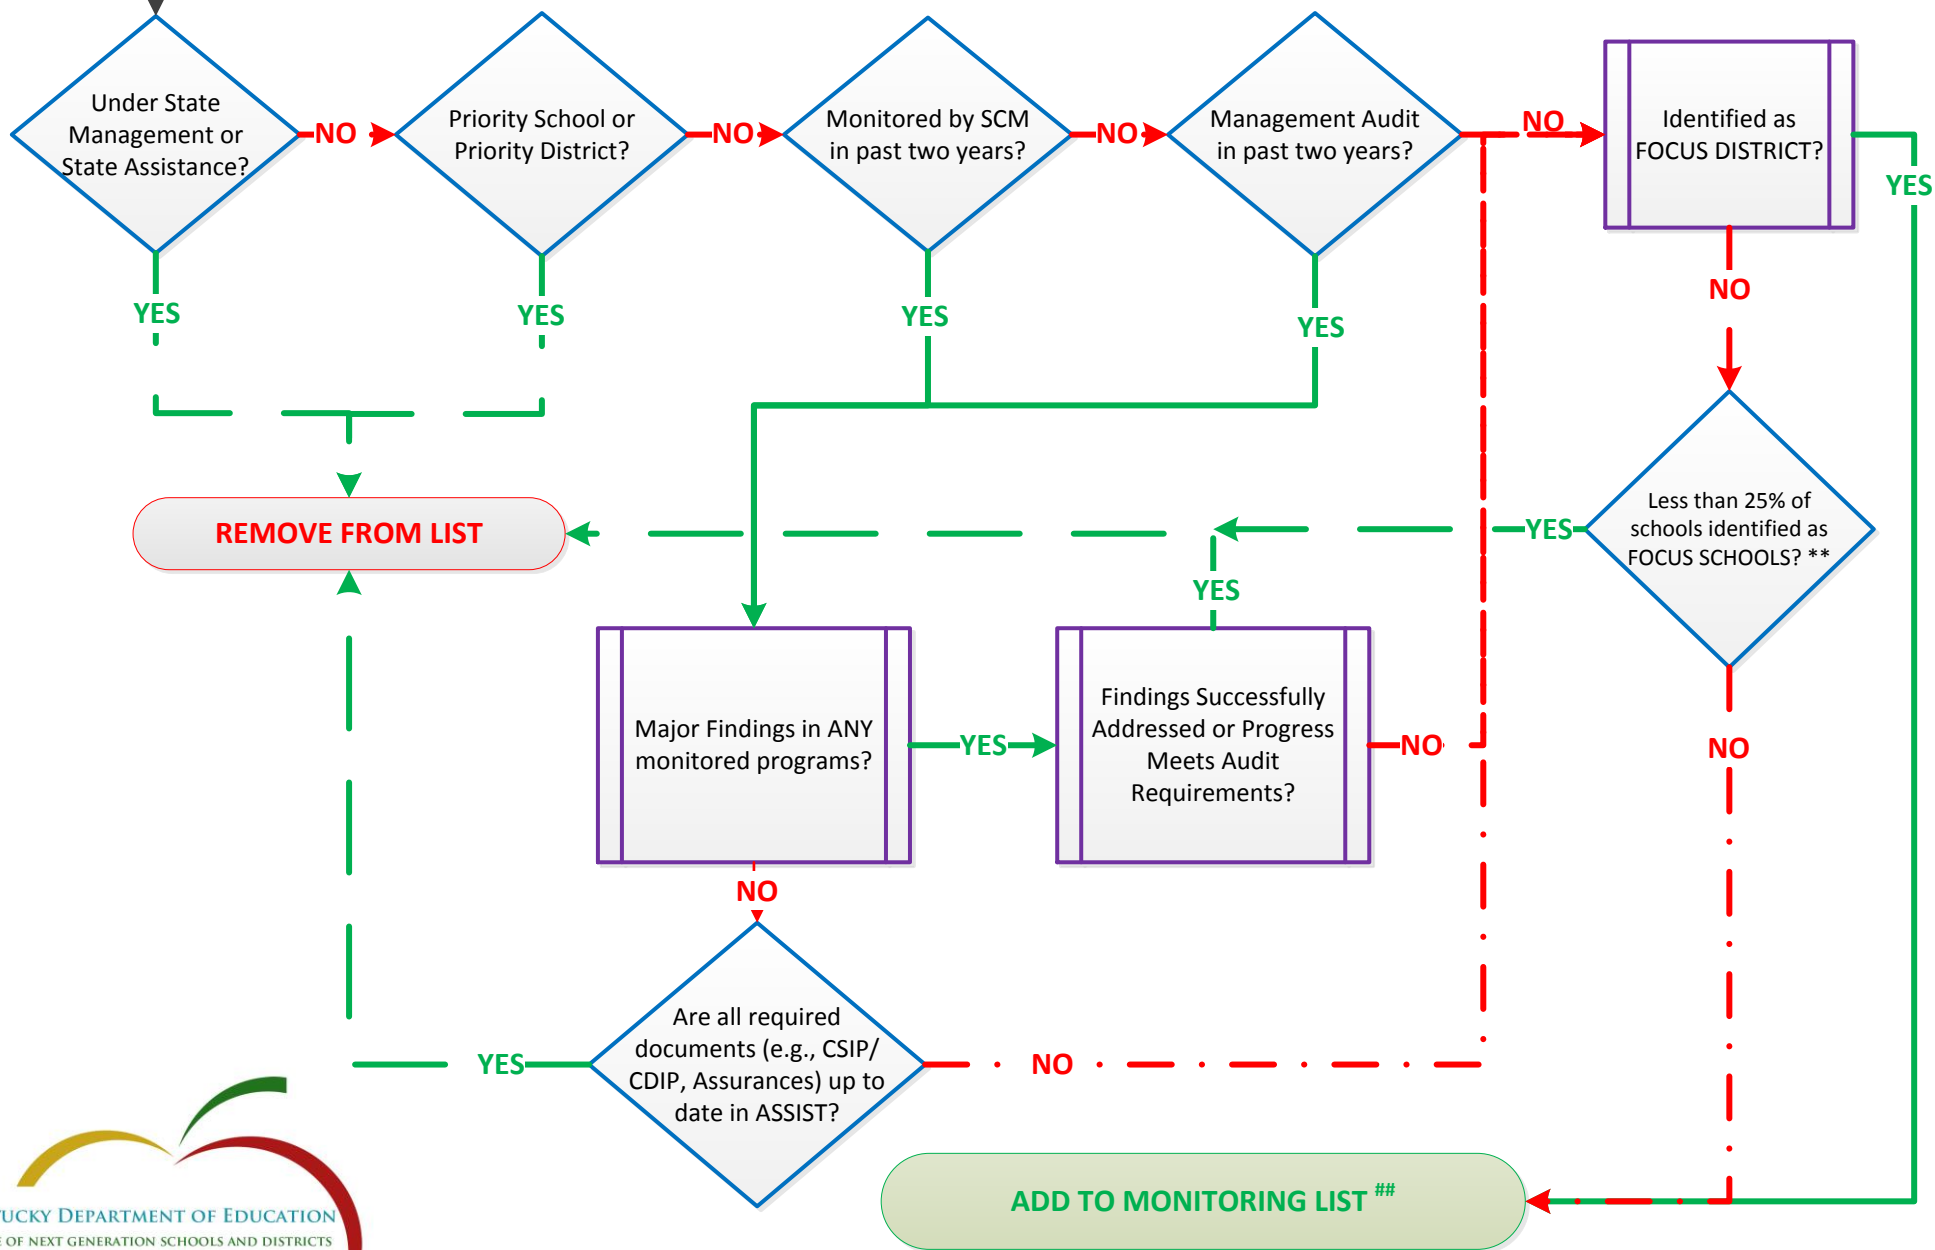 Under State
Management or
State Assistance?
NO
Priority School or
Priority District?
NO
Monitored by SCM
in past two years?
NO
Management Audit
in past two years?
NO
Identified as
FOCUS DISTRICT?
YES
YES
YES
YES
YES
NO
REMOVE FROM LIST
YES
Less than 25% of
schools identified as
FOCUS SCHOOLS? **
YES
Major Findings in ANY
monitored programs?
YES
Findings Successfully
Addressed or Progress
Meets Audit
Requirements?
NO
NO
NO
Are all required
documents (e.g., CSIP/
CDIP, Assurances) up to
date in ASSIST?
YES
NO
ADD TO MONITORING LIST ##
TUCKY DEPARTMENT OF EDUCATION
E OF NEXT GENERATION SCHOOLS AND DISTRICTS